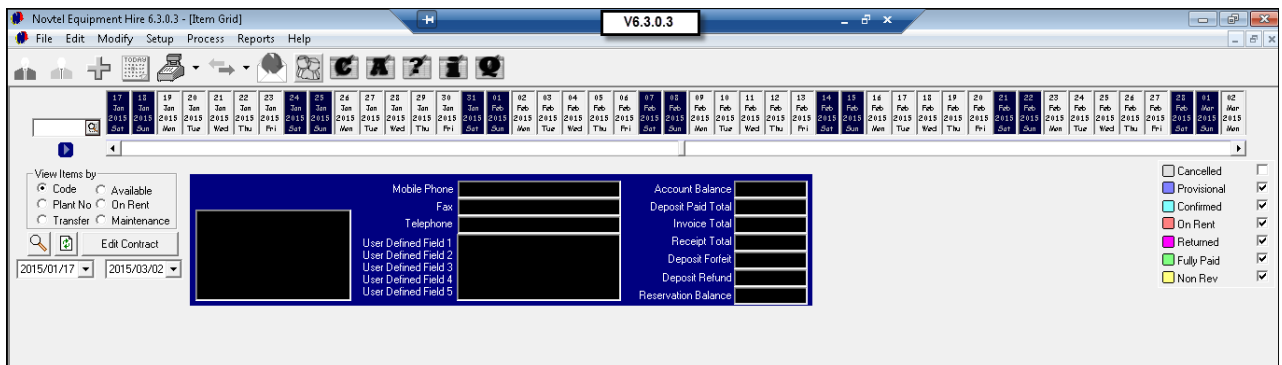 Novtel Equipment Hire 6.3.0.3 - [Item Grid]
V6.3.0.3
File Edit Modify Setup Process Reports Help
TODAY
C A ? i Q
17 18 19 20 21 22 23 24 25 26 27 28 29 30 31 01 02 03 04 05 06 07 08 09 10 11 12 13 14 15 16 17 18 19 20 21 22 23 24 25 26 27 28 01 02
Jan Jan Jan Jan Jan Jan Jan Jan Jan Jan Jan Jan Jan Jan Jan Feb Feb Feb Feb Feb Feb Feb Feb Feb Feb Feb Feb Feb Feb Feb Feb Feb Feb Feb Feb Feb Feb Feb Feb Feb Feb Feb Feb Mar Mar
2015 2015 2015 2015 2015 2015 2015 2015 2015 2015 2015 2015 2015 2015 2015 2015 2015 2015 2015 2015 2015 2015 2015 2015 2015 2015 2015 2015 2015 2015 2015 2015 2015 2015 2015 2015 2015 2015 2015 2015 2015 2015 2015 2015 2015
Sat Sun Mon Tue Wed Thu Fri Sat Sun Mon Tue Wed Thu Fri Sat Sun Mon Tue Wed Thu Fri Sat Sun Mon Tue Wed Thu Fri Sat Sun Mon Tue Wed Thu Fri Sat Sun Mon Tue Wed Thu Fri Sat Sun Mon
View Items by
Code Available
Plant No On Rent
Transfer Maintenance
Edit Contract
2015/01/17 2015/03/02
Mobile Phone
Fax
Telephone
User Defined Field 1
User Defined Field 2
User Defined Field 3
User Defined Field 4
User Defined Field 5
Account Balance
Deposit Paid Total
Invoice Total
Receipt Total
Deposit Forfeit
Deposit Refund
Reservation Balance
Cancelled
Provisional
Confirmed
On Rent
Returned
Fully Paid
Non Rev